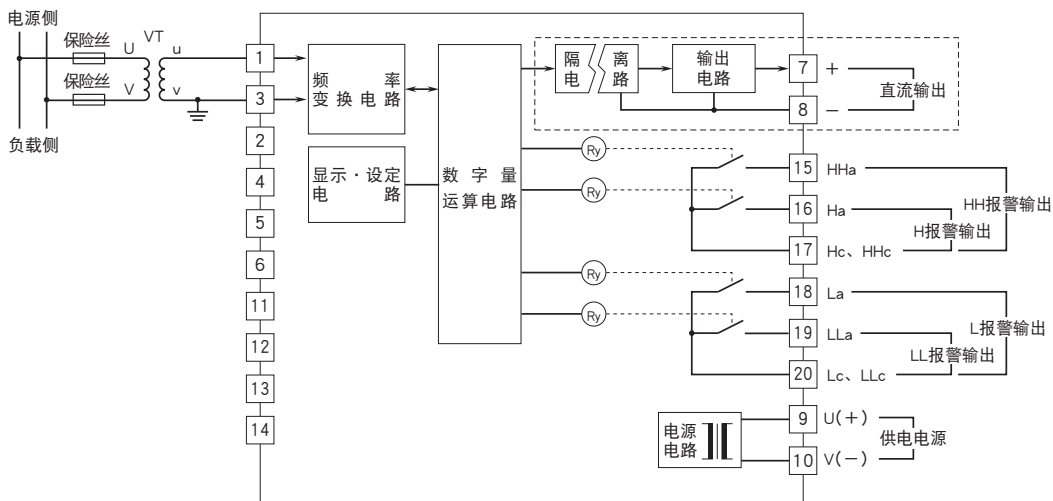 电源侧
保险丝
U
VT
u
保险丝
V
v
负载侧
1
3
2
4
5
6
11
12
13
14
频率
变换电路
显示·设定
电路
数字量
运算电路
隔离
电路
输出
电路
7 +
8 −
直流输出
Ry
Ry
Ry
Ry
15 HHa
16 Ha
17 Hc、HHc
HH报警输出
H报警输出
18 La
19 LLa
20 Lc、LLc
L报警输出
LL报警输出
电源
电路
9 U(+)
10 V(−)
供电电源